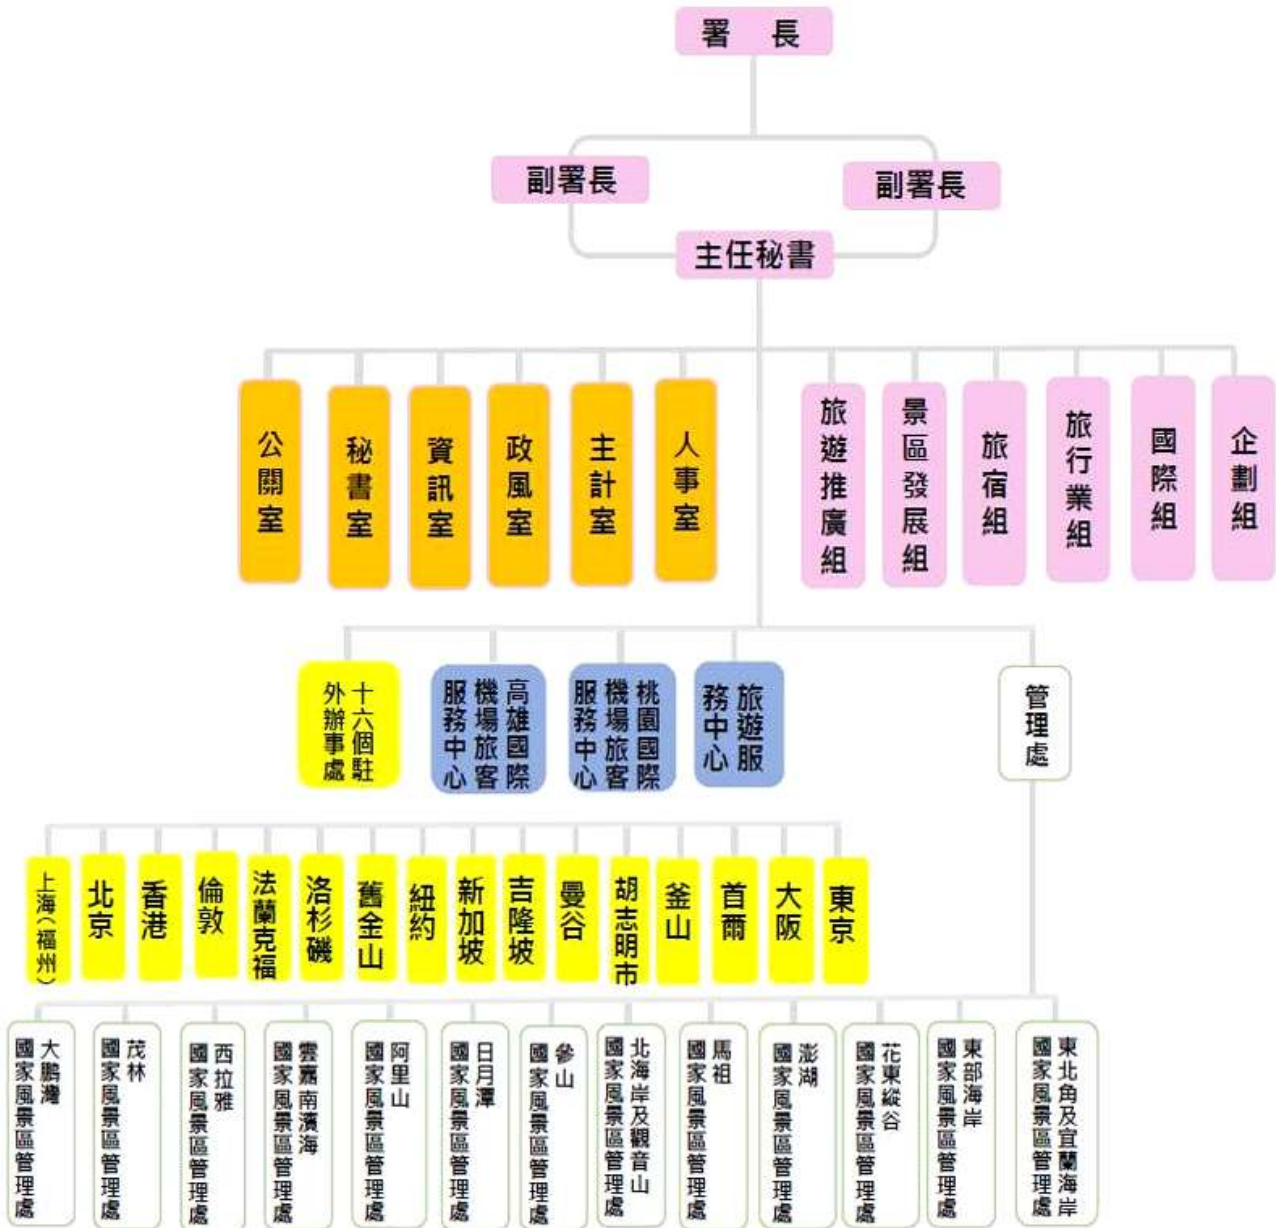 署 長
副署長
副署長
主任秘書
公關室
秘書室
資訊室
政風室
主計室
人事室
旅遊推廣組
景區發展組
旅宿組
旅行業組
國際組
企劃組
十六個駐
外辦事處
高雄國際
機場旅客
服務中心
桃園國際
機場旅客
服務中心
旅遊服
務中心
管理處
上海(福州)
北京
香港
倫敦
法蘭克福
洛杉磯
舊金山
紐約
新加坡
吉隆坡
曼谷
胡志明市
釜山
首爾
大阪
東京
大鵬灣
國家風景區管理處
茂林
國家風景區管理處
西拉雅
國家風景區管理處
雲嘉南濱海
國家風景區管理處
阿里山
國家風景區管理處
日月潭
國家風景區管理處
參山
國家風景區管理處
北海岸及觀音山
國家風景區管理處
馬祖
國家風景區管理處
澎湖
國家風景區管理處
花東縱谷
國家風景區管理處
東部海岸
國家風景區管理處
東北角及宜蘭海岸
國家風景區管理處